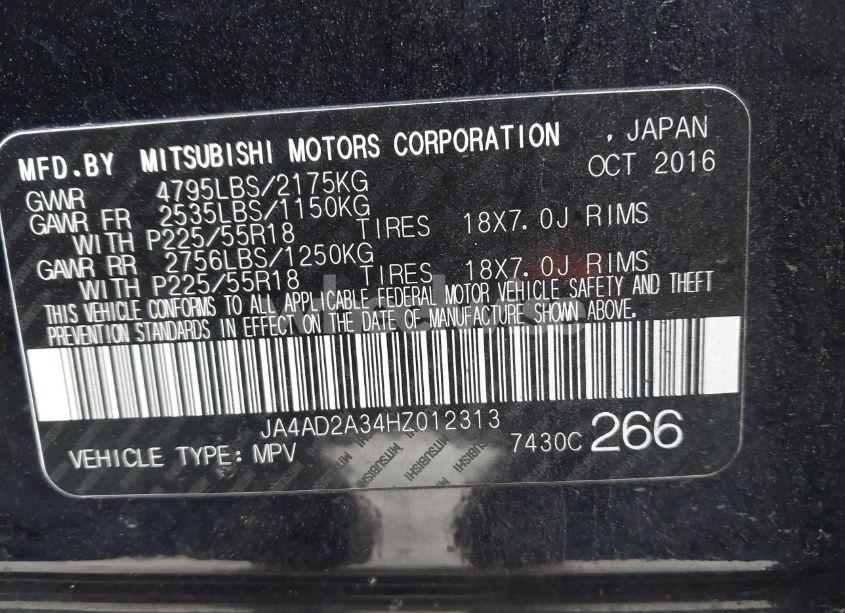 MFD.BY MITSUBISHI MOTORS CORPORATION , JAPAN
OCT 2016
GVWR 4795LBS/2175KG
GAWR FR 2535LBS/1150KG
WITH P225/55R18 TIRES 18X7.0J RIMS
GAWR RR 2756LBS/1250KG
WITH P225/55R18 TIRES 18X7.0J RIMS
THIS VEHICLE CONFORMS TO ALL APPLICABLE FEDERAL MOTOR VEHICLE SAFETY AND THEFT
PREVENTION STANDARDS IN EFFECT ON THE DATE OF MANUFACTURE SHOWN ABOVE.
JA4AD2A34HZ012313
VEHICLE TYPE: MPV 7430C 266